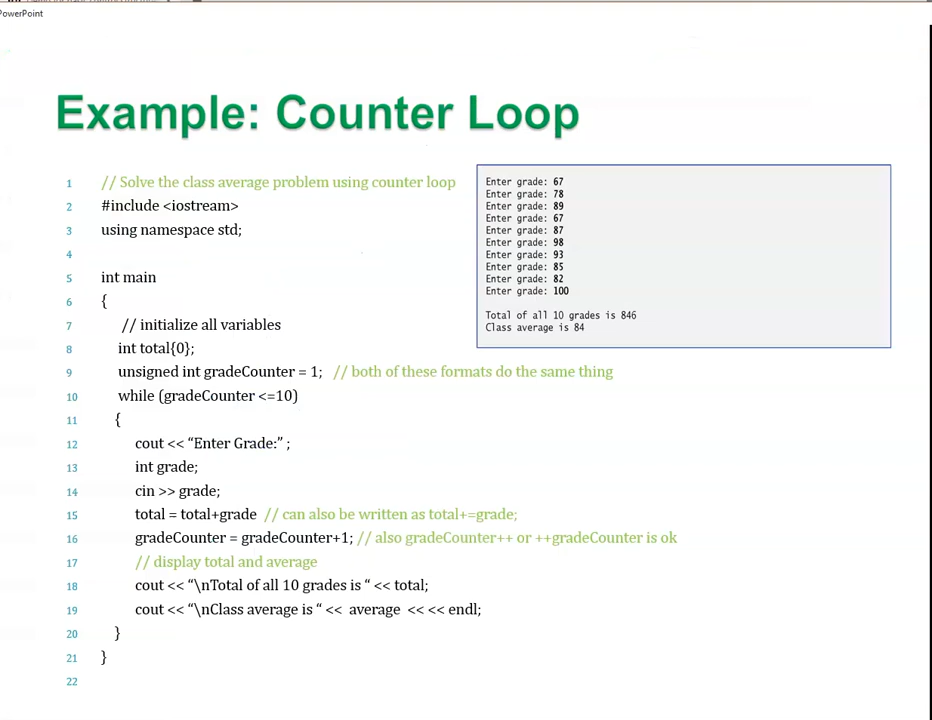 PowerPoint
Example: Counter Loop
1 // Solve the class average problem using counter loop
2 #include <iostream>
3 using namespace std;
4
5 int main
6 {
7 // initialize all variables
8 int total{0};
9 unsigned int gradeCounter = 1; // both of these formats do the same thing
10 while (gradeCounter <=10)
11 {
12 cout << “Enter Grade:” ;
13 int grade;
14 cin >> grade;
15 total = total+grade // can also be written as total+=grade;
16 gradeCounter = gradeCounter+1; // also gradeCounter++ or ++gradeCounter is ok
17 // display total and average
18 cout << “\nTotal of all 10 grades is “ << total;
19 cout << “\nClass average is “ << average << << endl;
20 }
21 }
22
Enter grade: 67
Enter grade: 78
Enter grade: 89
Enter grade: 67
Enter grade: 87
Enter grade: 98
Enter grade: 93
Enter grade: 85
Enter grade: 82
Enter grade: 100
Total of all 10 grades is 846
Class average is 84